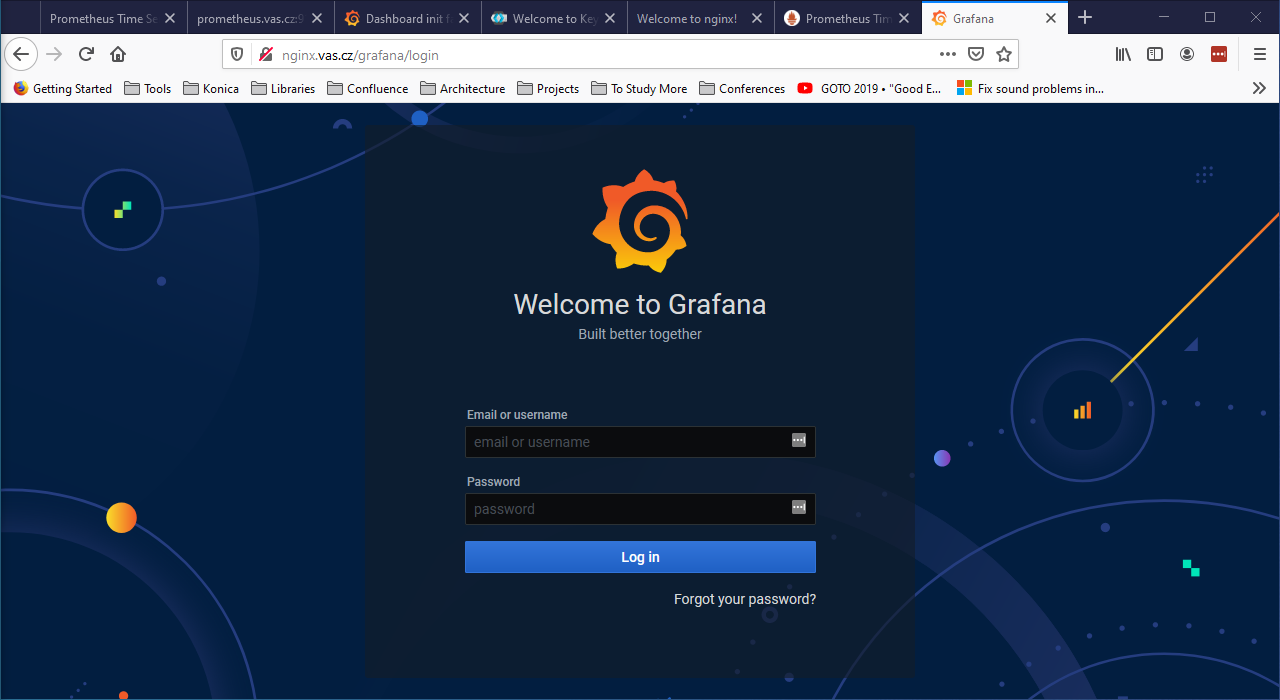 Prometheus Time Se
prometheus.vas.cz:9
Dashboard init f
Welcome to Key
Welcome to nginx!
Prometheus Tim
Grafana
nginx.vas.cz/grafana/login
Getting Started
Tools
Konica
Libraries
Confluence
Architecture
Projects
To Study More
Conferences
GOTO 2019 • "Good E...
Fix sound problems in...
Welcome to Grafana
Built better together
Email or username
email or username
Password
password
Log in
Forgot your password?